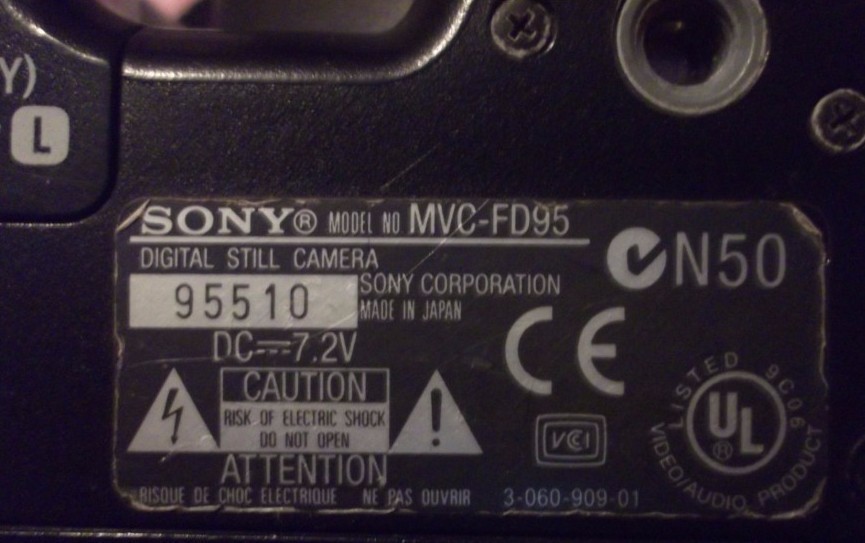 Y)
L
SONY® MODEL NO MVC-FD95
N50
DIGITAL STILL CAMERA
95510
SONY CORPORATION
MADE IN JAPAN
DC⎓7.2V
CE
CAUTION
RISK OF ELECTRIC SHOCK
DO NOT OPEN
ATTENTION
RISQUE DE CHOC ELECTRIQUE NE PAS OUVRIR
VCI
3-060-909-01
LISTED 9C06
UL®
VIDEO/AUDIO PRODUCT